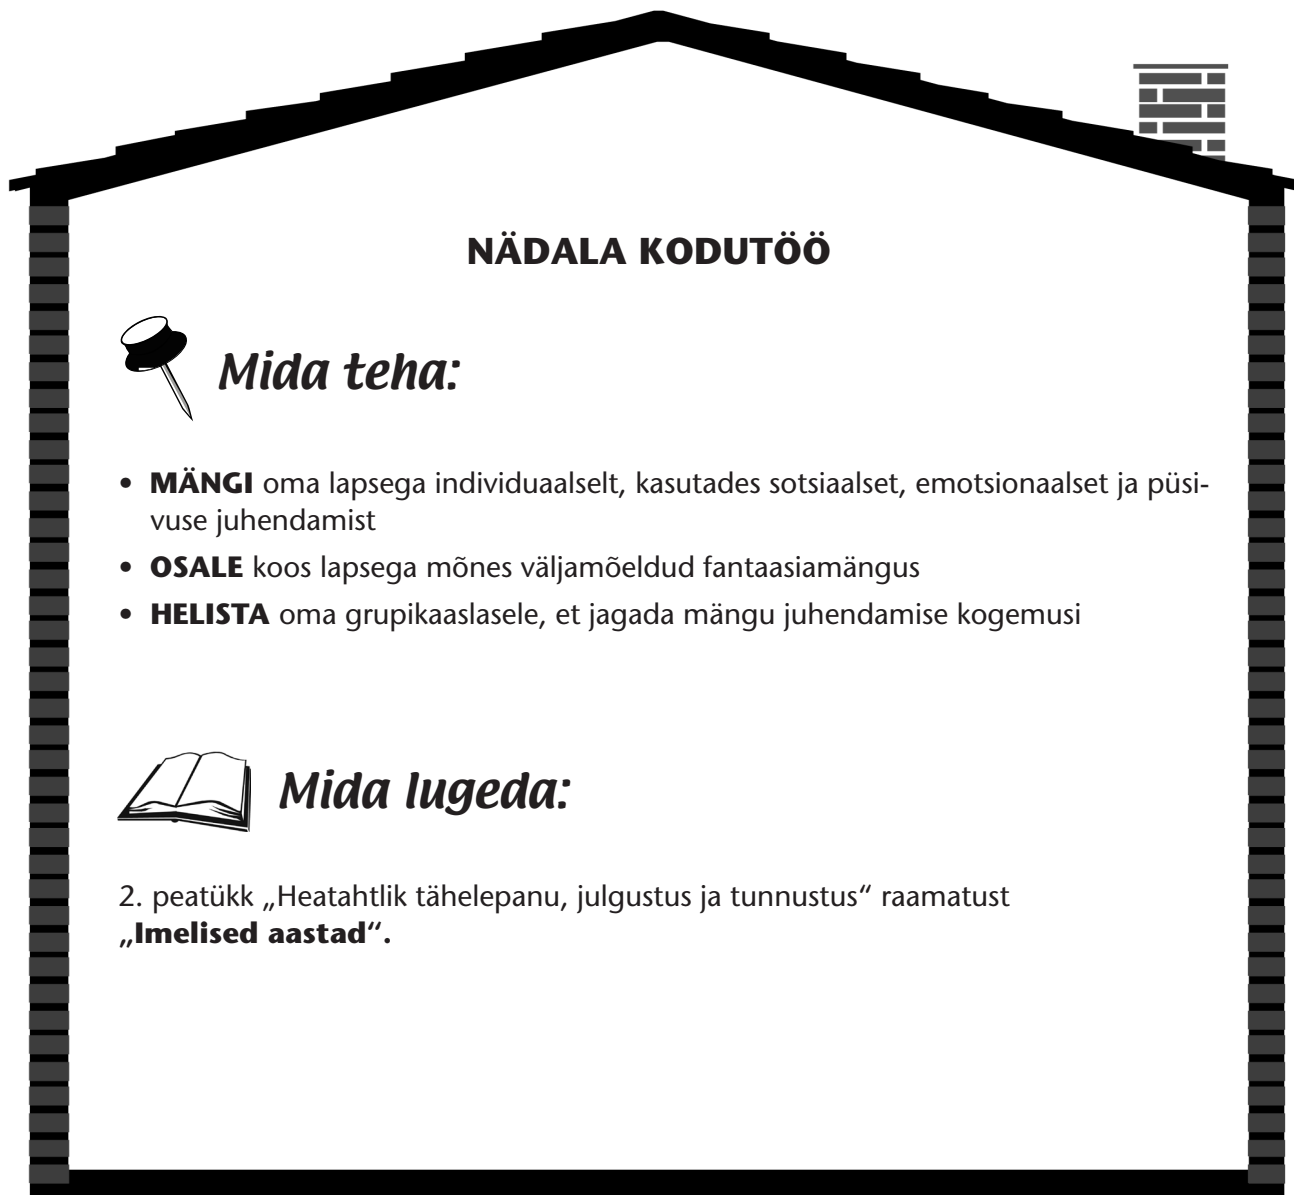 NÄDALA KODUTÖÖ
Mida teha:
• MÄNGI oma lapsega individuaalselt, kasutades sotsiaalset, emotsionaalset ja püsi-
vuse juhendamist
• OSALE koos lapsega mõnes väljamõeldud fantaasiamängus
• HELISTA oma grupikaaslasele, et jagada mängu juhendamise kogemusi
Mida lugeda:
2. peatükk „Heatahtlik tähelepanu, julgustus ja tunnustus“ raamatust
„Imelised aastad“.